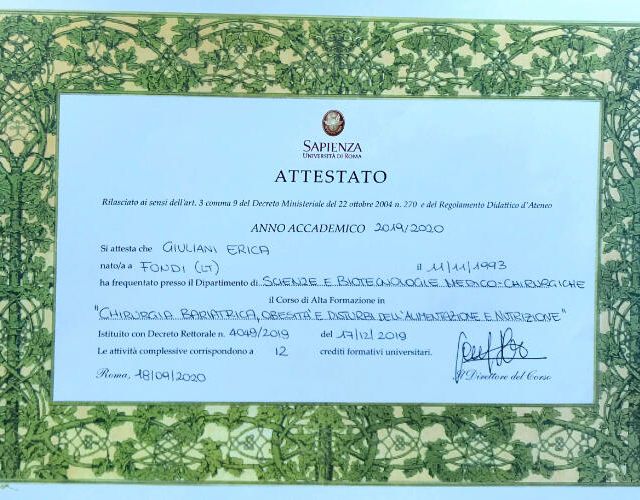 SAPIENZA
UNIVERSITÀ DI ROMA
ATTESTATO
Rilasciato ai sensi dell'art. 3 comma 9 del Decreto Ministeriale del 22 ottobre 2004 n. 270 e del Regolamento Didattico d'Ateneo
ANNO ACCADEMICO 2019/2020
Si attesta che GIULIANI ERICA
nato/a a FONDI (LT) il 11/11/1993
ha frequentato presso il Dipartimento di SCIENZE E BIOTECNOLOGIE MEDICO-CHIRURGICHE
il Corso di Alta Formazione in
"CHIRURGIA BARIATRICA, OBESITA' E DISTURBI DELL'ALIMENTAZIONE E NUTRIZIONE"
Istituito con Decreto Rettorale n. 4049/2019 del 17/12/2019
Le attività complessive corrispondono a 12 crediti formativi universitari.
Roma, 18/09/2020
Il Direttore del Corso